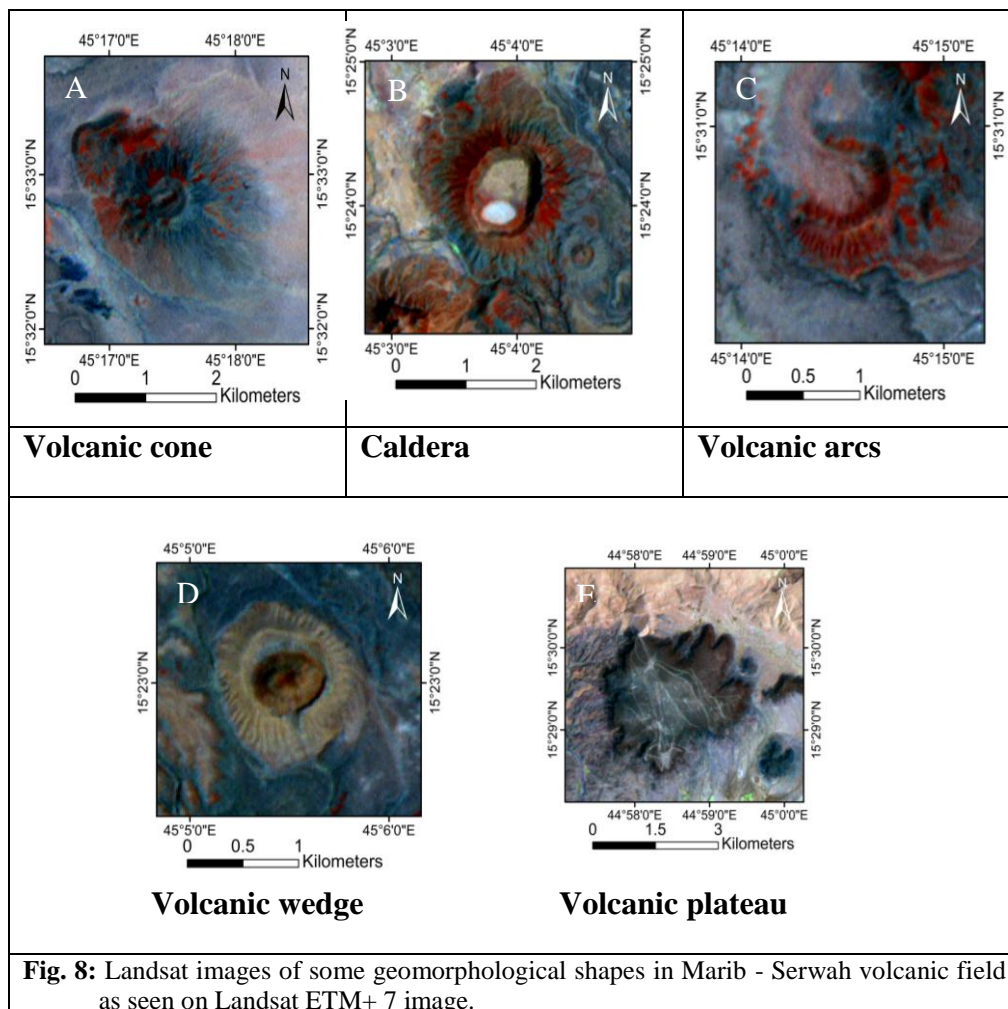 45°17'0"E 45°18'0"E
A
N
15°33'0"N
15°33'0"N
15°32'0"N
15°32'0"N
45°17'0"E 45°18'0"E
0 1 2
Kilometers
45°3'0"E 45°4'0"E
15°25'0"N
15°25'0"N
B
N
15°24'0"N
15°24'0"N
45°3'0"E 45°4'0"E
0 1 2
Kilometers
45°14'0"E 45°15'0"E
C
N
15°31'0"N
15°31'0"N
45°14'0"E 45°15'0"E
0 0.5 1
Kilometers
Volcanic cone
Caldera
Volcanic arcs
45°5'0"E 45°6'0"E
D
N
15°23'0"N
15°23'0"N
45°5'0"E 45°6'0"E
0 0.5 1
Kilometers
44°58'0"E 44°59'0"E 45°0'0"E
E
N
15°30'0"N
15°30'0"N
15°29'0"N
15°29'0"N
44°58'0"E 44°59'0"E 45°0'0"E
0 1.5 3
Kilometers
Volcanic wedge
Volcanic plateau
Fig. 8: Landsat images of some geomorphological shapes in Marib - Serwah volcanic field
as seen on Landsat ETM+ 7 image.